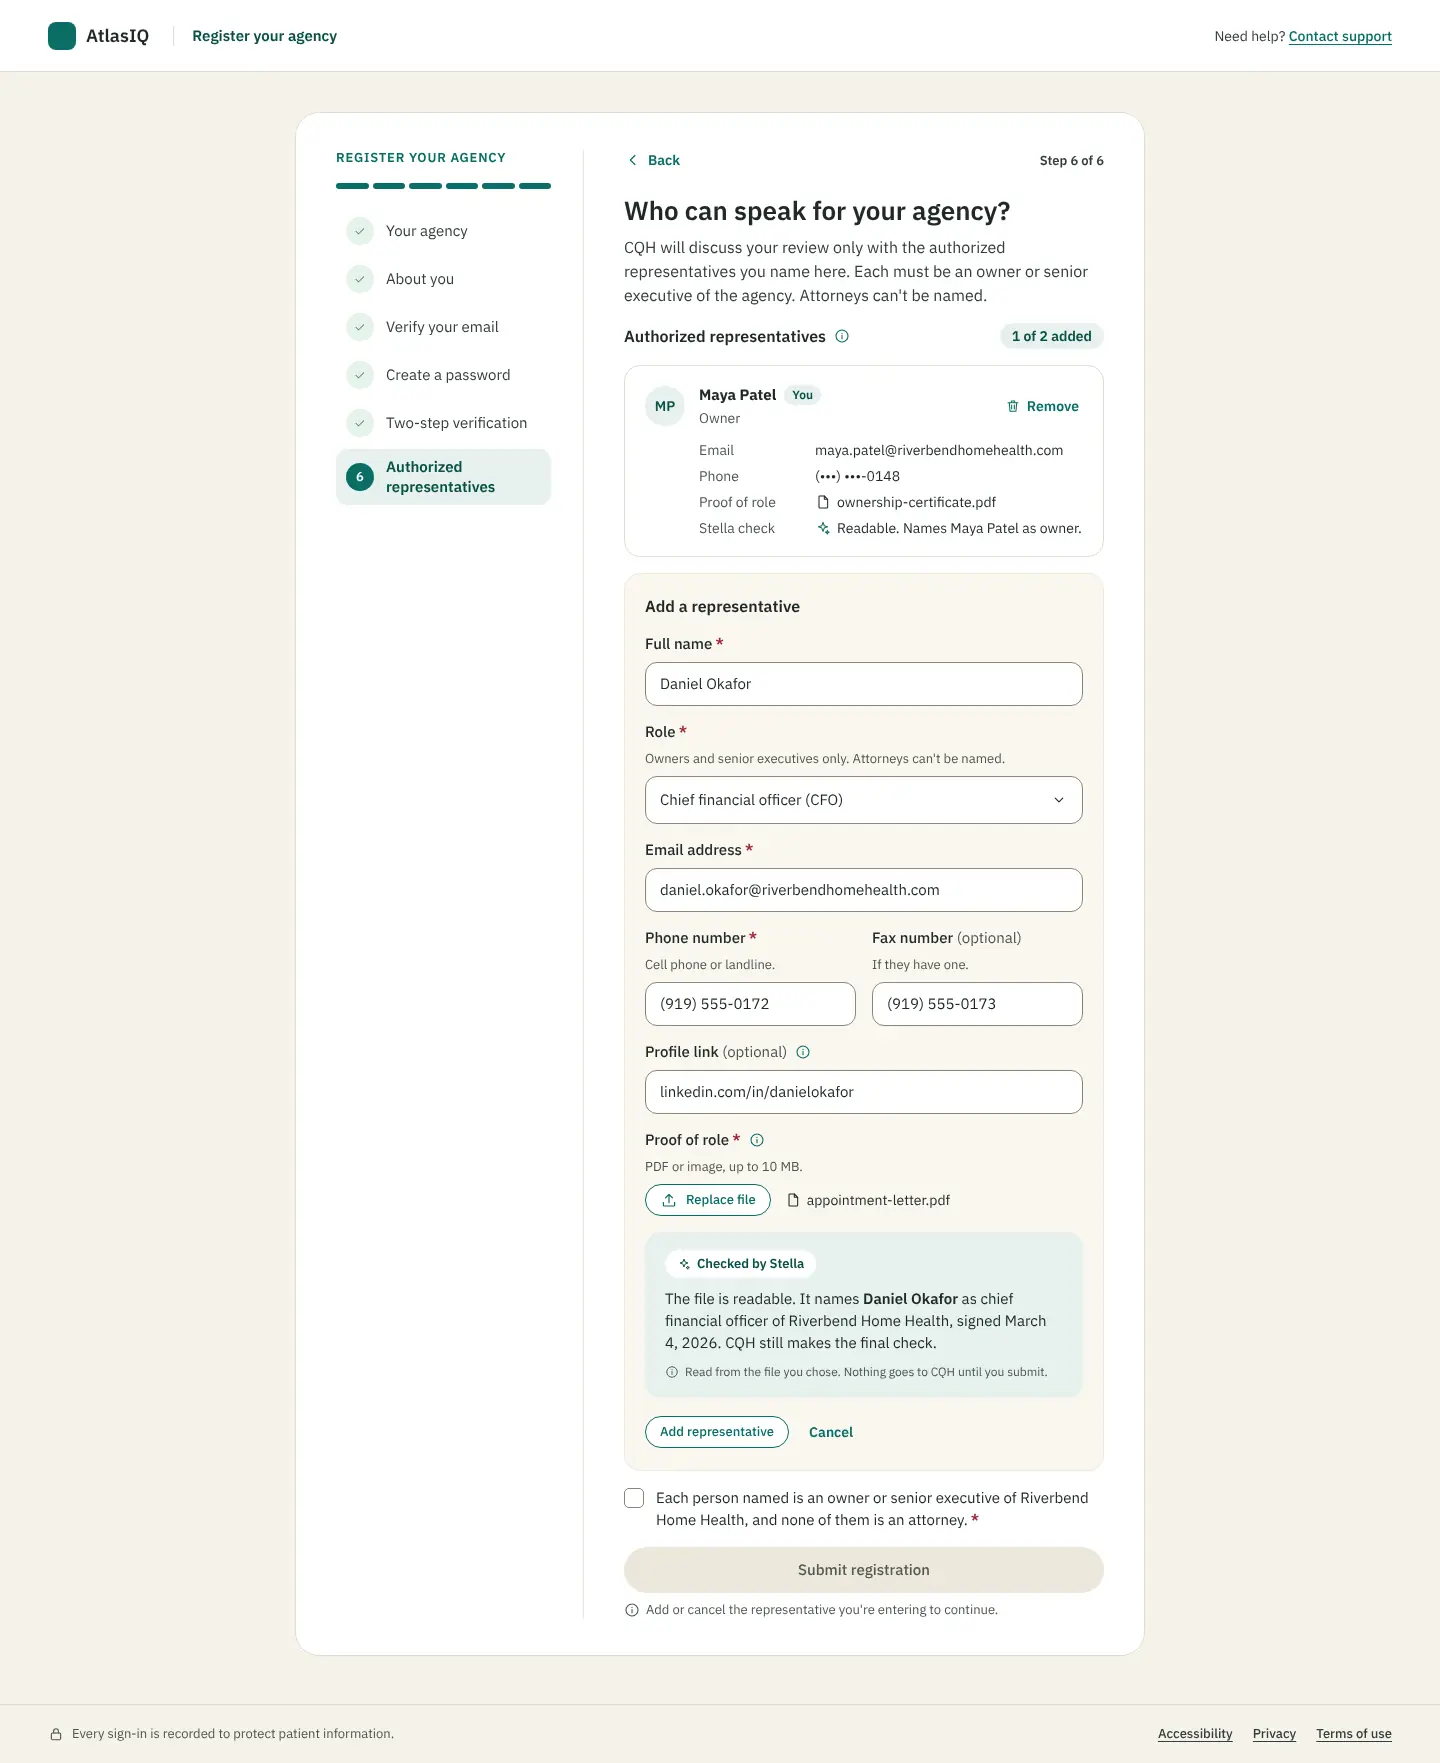 AtlasIQ
Register your agency
Need help? Contact support
REGISTER YOUR AGENCY
Your agency
About you
Verify your email
Create a password
Two-step verification
6
Authorized
representatives
Back
Step 6 of 6
Who can speak for your agency?
CQH will discuss your review only with the authorized
representatives you name here. Each must be an owner or senior
executive of the agency. Attorneys can't be named.
Authorized representatives
1 of 2 added
MP
Maya Patel
You
Owner
Remove
Email
maya.patel@riverbendhomehealth.com
Phone
(•••) •••-0148
Proof of role
ownership-certificate.pdf
Stella check
Readable. Names Maya Patel as owner.
Add a representative
Full name *
Daniel Okafor
Role *
Owners and senior executives only. Attorneys can't be named.
Chief financial officer (CFO)
Email address *
daniel.okafor@riverbendhomehealth.com
Phone number *
Cell phone or landline.
(919) 555-0172
Fax number (optional)
If they have one.
(919) 555-0173
Profile link (optional)
linkedin.com/in/danielokafor
Proof of role *
PDF or image, up to 10 MB.
Replace file
appointment-letter.pdf
Checked by Stella
The file is readable. It names Daniel Okafor as chief
financial officer of Riverbend Home Health, signed March
4, 2026. CQH still makes the final check.
Read from the file you chose. Nothing goes to CQH until you submit.
Add representative
Cancel
Each person named is an owner or senior executive of Riverbend
Home Health, and none of them is an attorney. *
Submit registration
Add or cancel the representative you're entering to continue.
Every sign-in is recorded to protect patient information.
Accessibility
Privacy
Terms of use